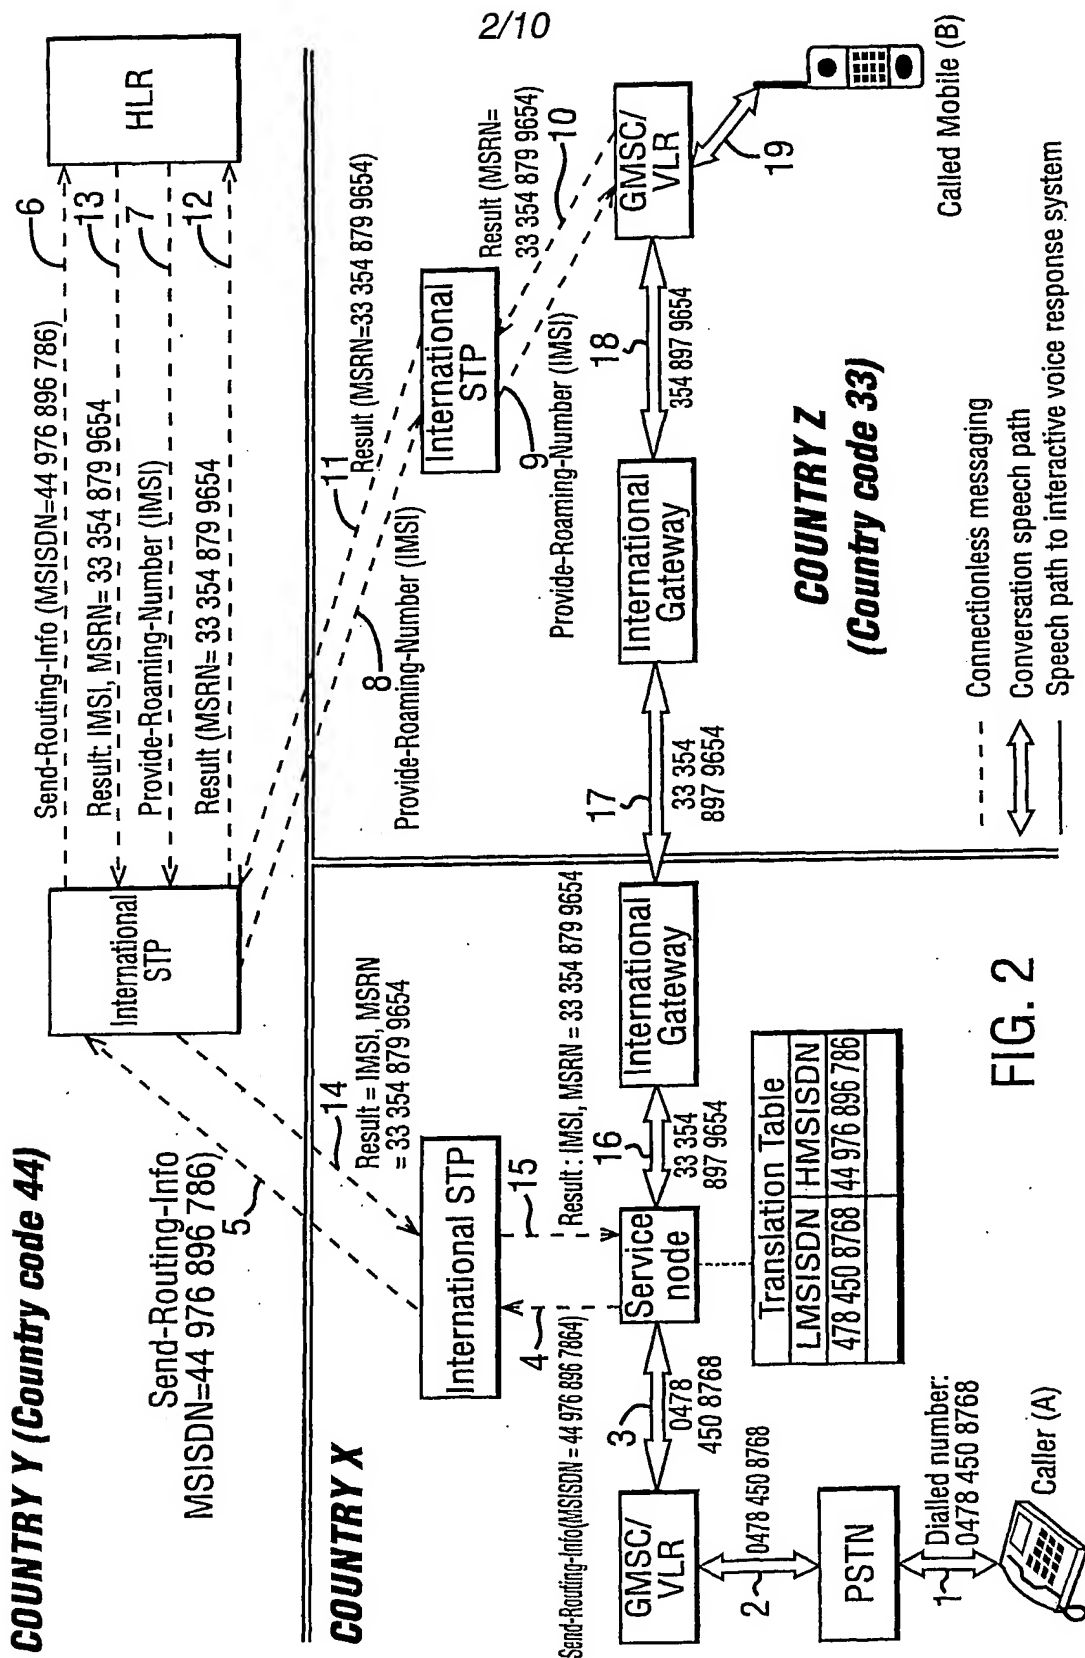 2/10
COUNTRY Y (Country code 44)
Send-Routing-Info
MSISDN=44 976 896 786)
5
International
STP
Send-Routing-Info (MSISDN=44 976 896 786)
6
Result: IMSI, MSRN= 33 354 879 9654
13
Provide-Roaming-Number (IMSI)
7
Result (MSRN= 33 354 879 9654
12
HLR
COUNTRY X
14
Result = IMSI, MSRN
= 33 354 879 9654
International STP
4
15
Send-Routing-Info(MSISDN = 44 976 896 7864)
Result : IMSI, MSRN = 33 354 879 9654
GMSC/
VLR
3
0478
450 8768
Service
node
16
33 354
897 9654
International
Gateway
2
0478 450 8768
PSTN
1
Dialled number:
0478 450 8768
Caller (A)
Translation Table
LMSISDN HMSISDN
478 450 8768 44 976 896 786
11
Result (MSRN=33 354 879 9654)
8
Provide-Roaming-Number (IMSI)
International
STP
Result (MSRN=
33 354 879 9654)
10
9
Provide-Roaming-Number (IMSI)
17
33 354
897 9654
International
Gateway
18
354 897 9654
GMSC/
VLR
19
Called Mobile (B)
COUNTRY Z
(Country code 33)
Connectionless messaging
Conversation speech path
Speech path to interactive voice response system
FIG. 2